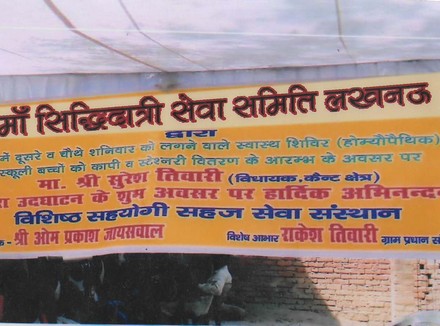 माँ सिद्धिदात्री सेवा समिति लखनऊ
द्वारा
में दूसरे व चौथे शनिवार को लगने वाले स्वास्थ शिविर (होम्यौपैथिक)
स्कूली बच्चो को कापी व स्टेशनरी वितरण के आरम्भ के अवसर पर
मा. श्री सुरेश तिवारी (विधायक, कैन्ट क्षेत्र)
उदघाटन के शुभ अवसर पर हार्दिक अभिनन्दन
विशिष्ठ सहयोगी सहज सेवा संस्थान
- श्री ओम प्रकाश जायसवाल विशेष आभार राकेश तिवारी ग्राम प्रधान